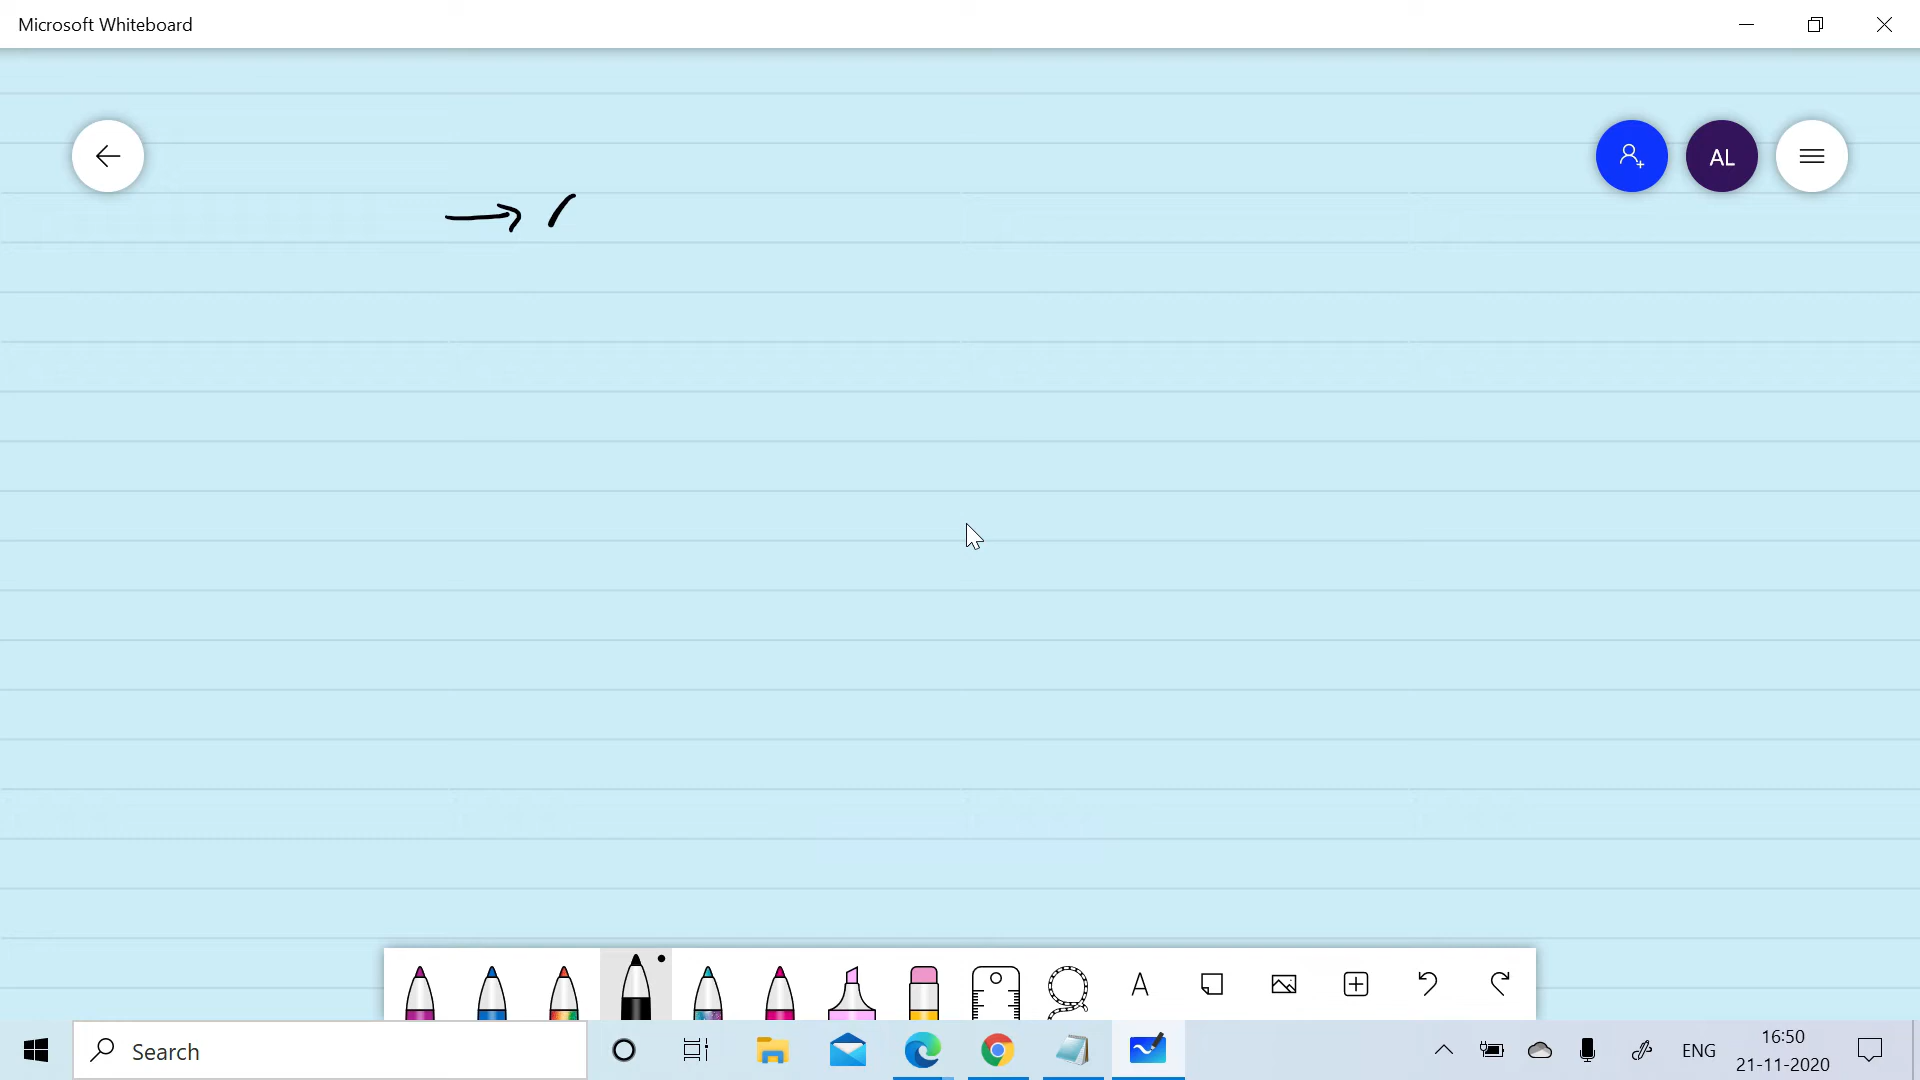 Microsoft Whiteboard
AL
→
A
Search
ENG
16:50
21-11-2020